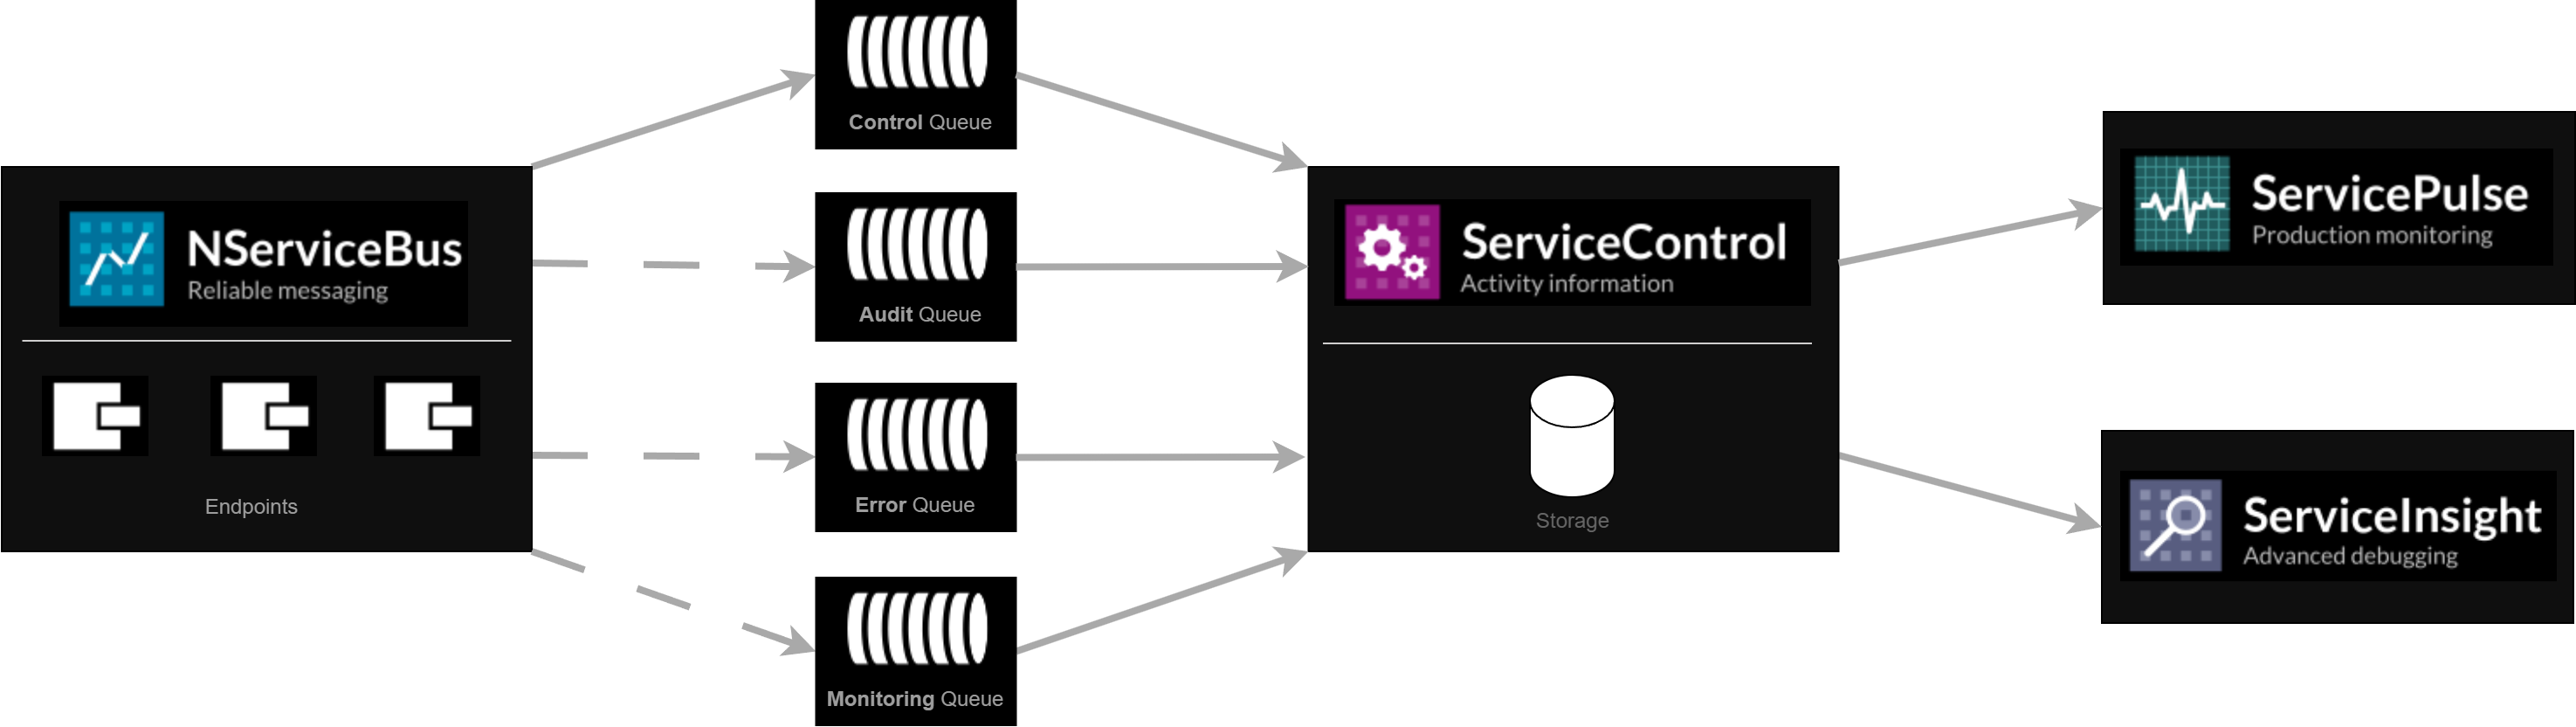 NServiceBus
Reliable messaging
Endpoints
Control Queue
Audit Queue
Error Queue
Monitoring Queue
ServiceControl
Activity information
Storage
ServicePulse
Production monitoring
ServiceInsight
Advanced debugging